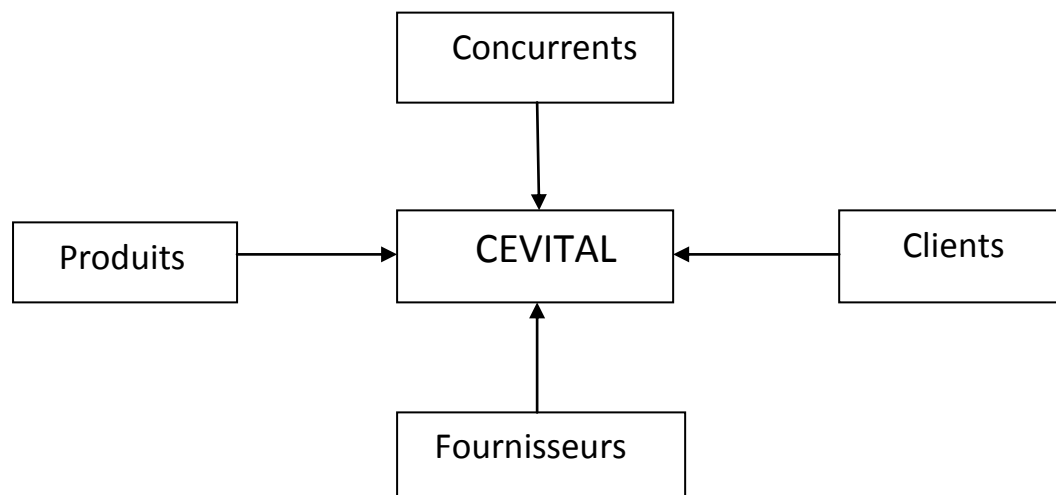 Concurrents
Produits
CEVITAL
Clients
Fournisseurs